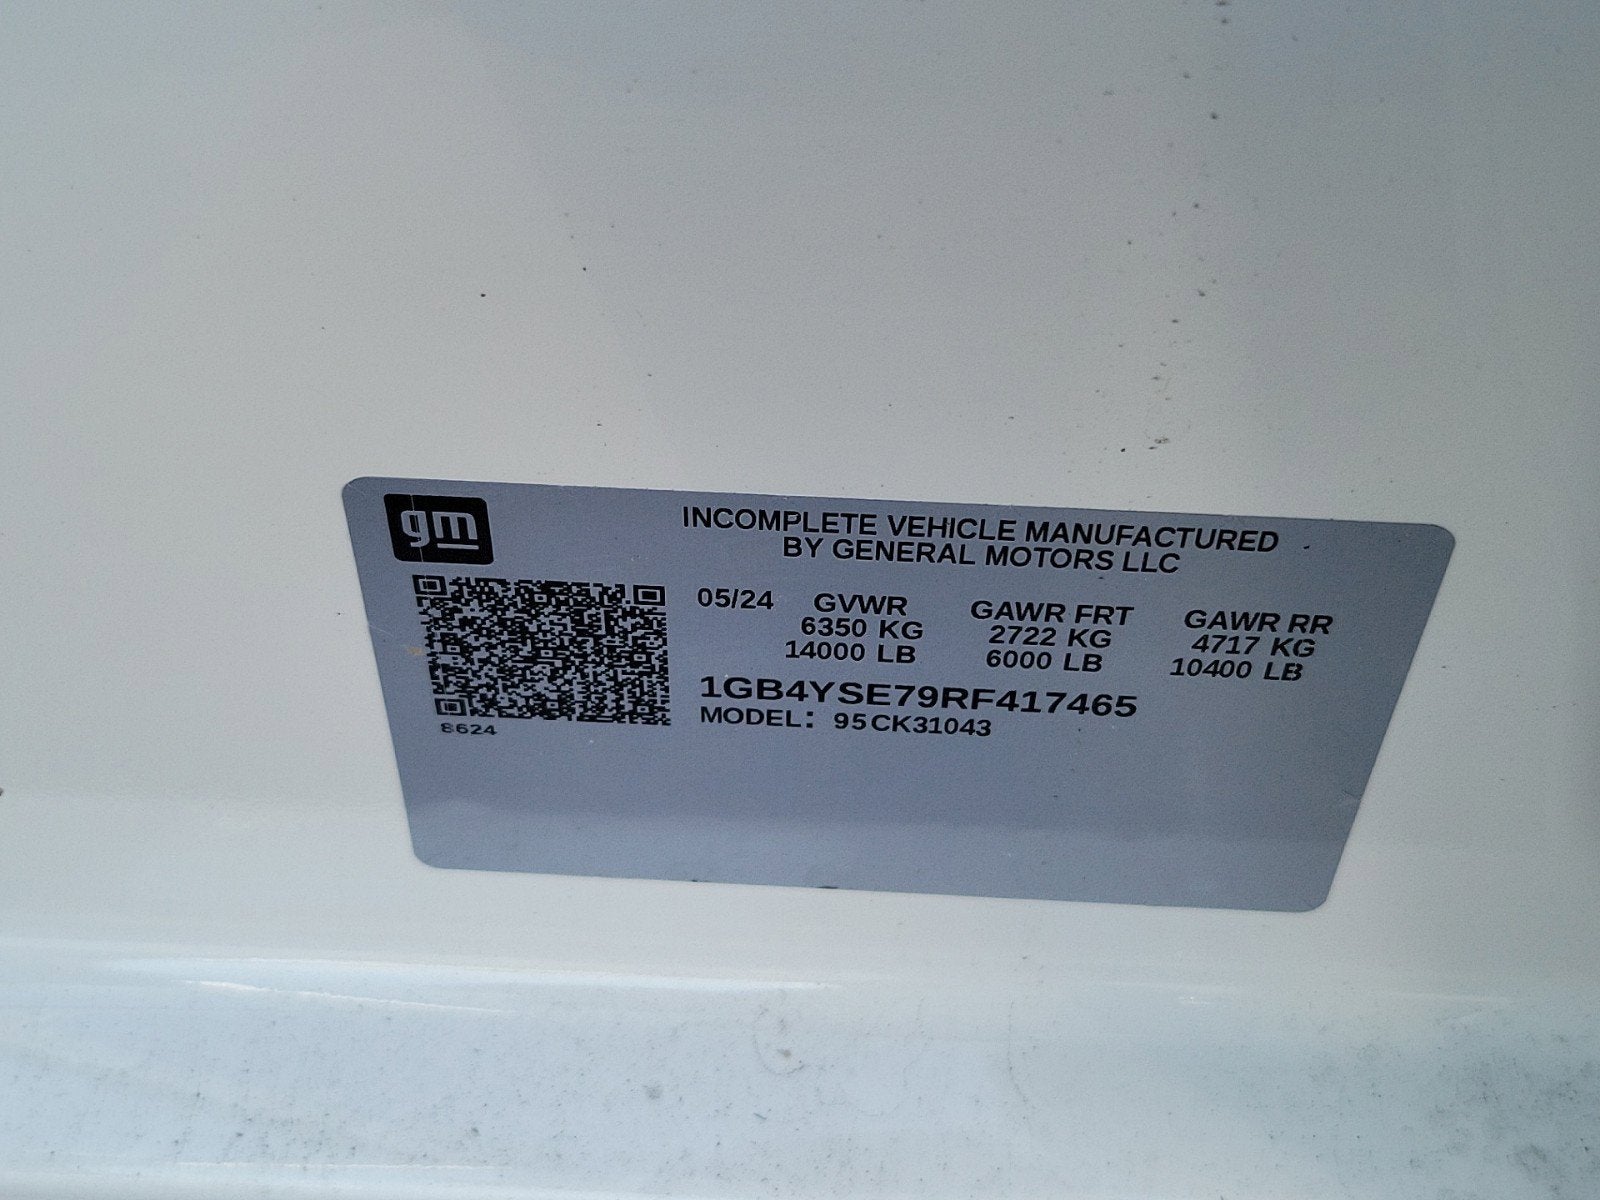 gm
INCOMPLETE VEHICLE MANUFACTURED
BY GENERAL MOTORS LLC
05/24 GVWR GAWR FRT GAWR RR
6350 KG 2722 KG 4717 KG
14000 LB 6000 LB 10400 LB
1GB4YSE79RF417465
MODEL: 95CK31043
8624